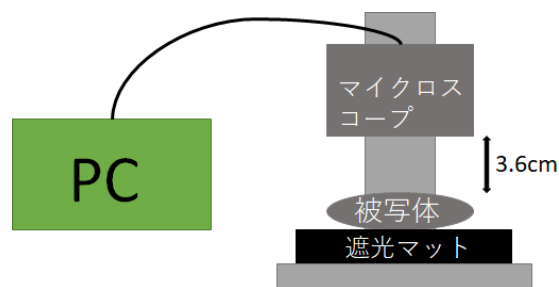 マイクロス
コープ
PC
3.6cm
被写体
遮光マット